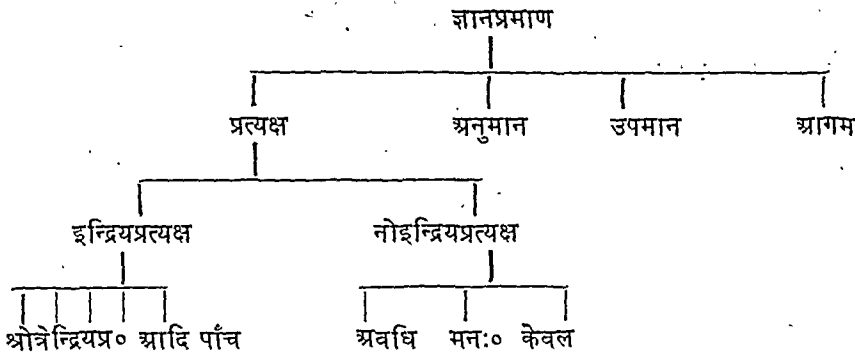 ज्ञानप्रमाण
प्रत्यक्ष अनुमान उपमान आगम
इन्द्रियप्रत्यक्ष नोइन्द्रियप्रत्यक्ष
श्रोत्रेन्द्रियप्र० आदि पाँच अवधि मनः० केवल